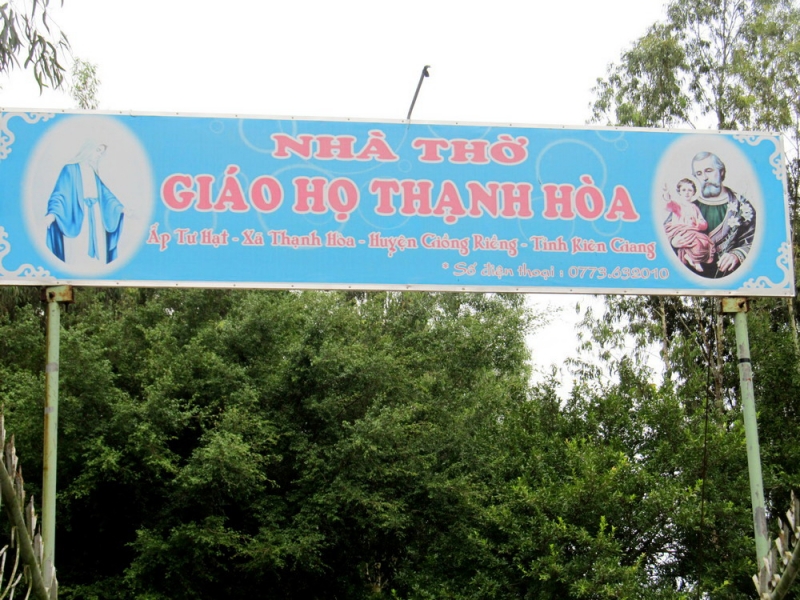 NHÀ THỜ
GIÁO HỌ THẠNH HÒA
Ấp Tư Hạt - Xã Thạnh Hòa - Huyện Giồng Riềng - Tỉnh Kiên Giang
* Số điện thoại : 0773.632010